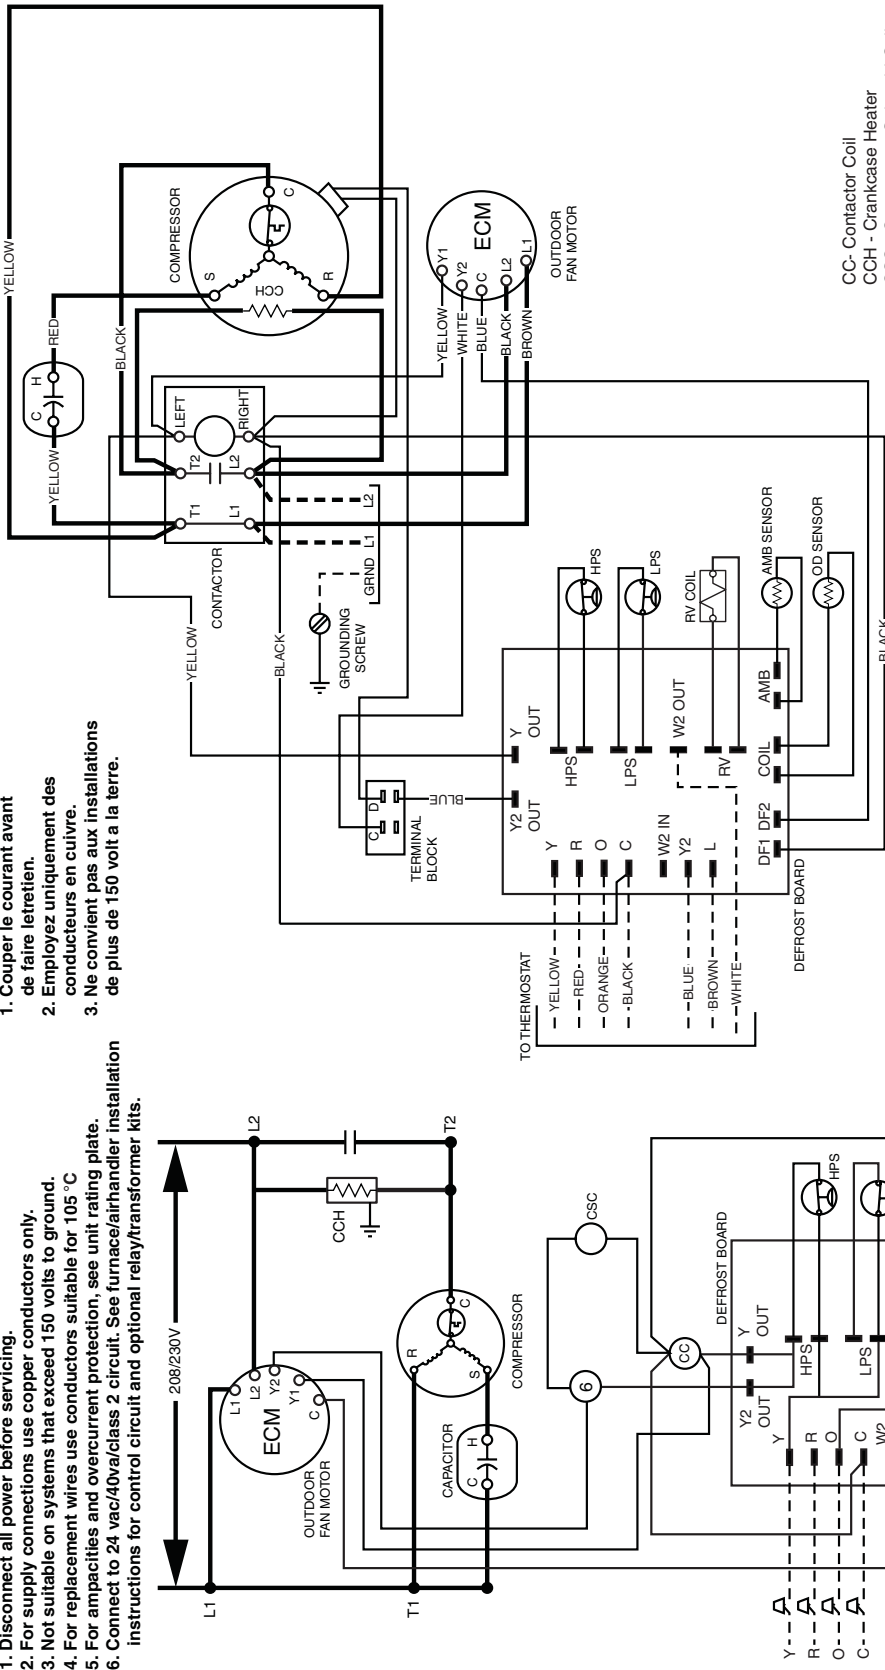 1. Disconnect all power before servicing.
2. For supply connections use copper conductors only.
3. Not suitable on systems that exceed 150 volts to ground.
4. For replacement wires use conductors suitable for 105 °C
5. For ampacities and overcurrent protection, see unit rating plate.
6. Connect to 24 vac/40va/class 2 circuit. See furnace/airhandler installation
instructions for control circuit and optional relay/transformer kits.
1. Couper le courant avant
de faire letretien.
2. Employez uniquement des
conducteurs en cuivre.
3. Ne convient pas aux installations
de plus de 150 volt a la terre.
208/230V
L1
L2
L1
L2
Y2
Y1
C
ECM
OUTDOOR
FAN MOTOR
CCH
T1
T2
R
C
S
COMPRESSOR
CAPACITOR
C
H
6
CSC
CC
DEFROST BOARD
Y2
OUT
Y
OUT
HPS
HPS
LPS
Y
R
O
C
W2
Y
R
O
C
YELLOW
YELLOW
RED
C
H
BLACK
COMPRESSOR
S
C
R
CCH
CONTACTOR
T1
T2
LEFT
L1
L2
RIGHT
YELLOW
BLACK
GROUNDING
SCREW
GRND
L1
L2
YELLOW
WHITE
BLUE
BLACK
BROWN
Y1
Y2
C
L2
L1
ECM
OUTDOOR
FAN MOTOR
TERMINAL
BLOCK
C
D
BLUE
Y2
OUT
Y
OUT
HPS
HPS
LPS
LPS
W2 OUT
RV
RV COIL
AMB
AMB SENSOR
COIL
OD SENSOR
DF1
DF2
Y
R
O
C
W2 IN
Y2
L
TO THERMOSTAT
YELLOW
RED
ORANGE
BLACK
BLUE
BROWN
WHITE
DEFROST BOARD
BLACK
CC- Contactor Coil
CCH - Crankcase Heater